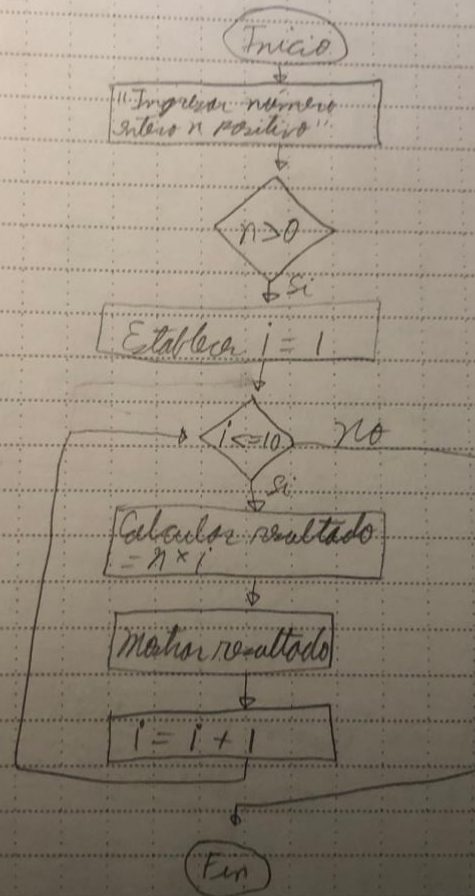 Inicio
"Ingresar número
entero n positivo"
n>0
Si
Establecer i = 1
i <= 10
No
Si
Calcular resultado
= n × i
Mostrar resultado
i = i + 1
Fin